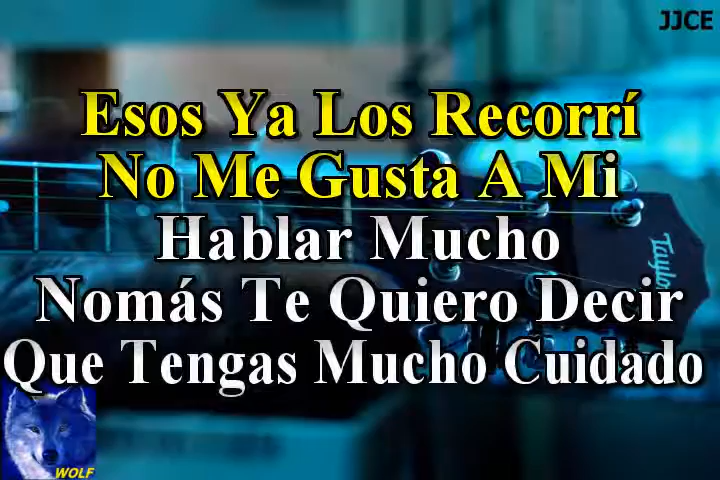 JJCE
Esos Ya Los Recorrí
No Me Gusta A Mi
Hablar Mucho
Nomás Te Quiero Decir
Que Tengas Mucho Cuidado
WOLF